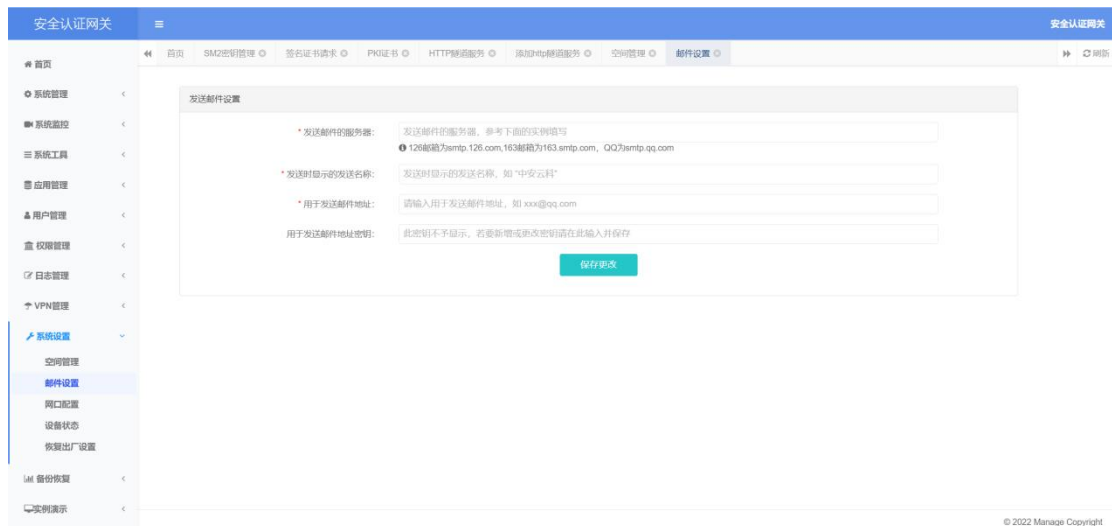 安全认证网关
安全认证网关
首页 SM2密钥管理 签名证书请求 PKI证书 HTTP隧道服务 添加http隧道服务 空间管理 邮件设置 刷新
首页
系统管理
系统监控
系统工具
应用管理
用户管理
权限管理
日志管理
VPN管理
系统设置
空间管理
邮件设置
网口配置
设备状态
恢复出厂设置
备份恢复
实例演示
发送邮件设置
* 发送邮件的服务器: 发送邮件的服务器，参考下面的实例填写
126邮箱为smtp.126.com,163邮箱为163.smtp.com，QQ为smtp.qq.com
* 发送时显示的发送名称: 发送时显示的发送名称，如 "中安云科"
* 用于发送邮件地址: 请输入用于发送邮件地址，如 xxx@qq.com
用于发送邮件地址密钥: 此密钥不予显示，若要新增或更改密钥请在此输入并保存
保存更改
© 2022 Manage Copyright